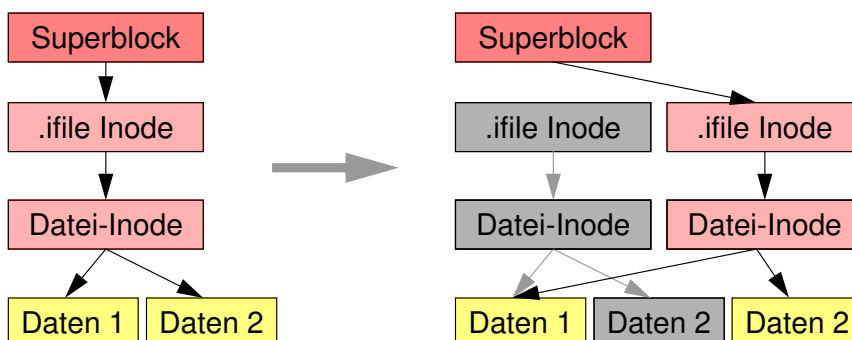 Superblock
.ifile Inode
Datei-Inode
Daten 1 Daten 2
Superblock
.ifile Inode .ifile Inode
Datei-Inode Datei-Inode
Daten 1 Daten 2 Daten 2